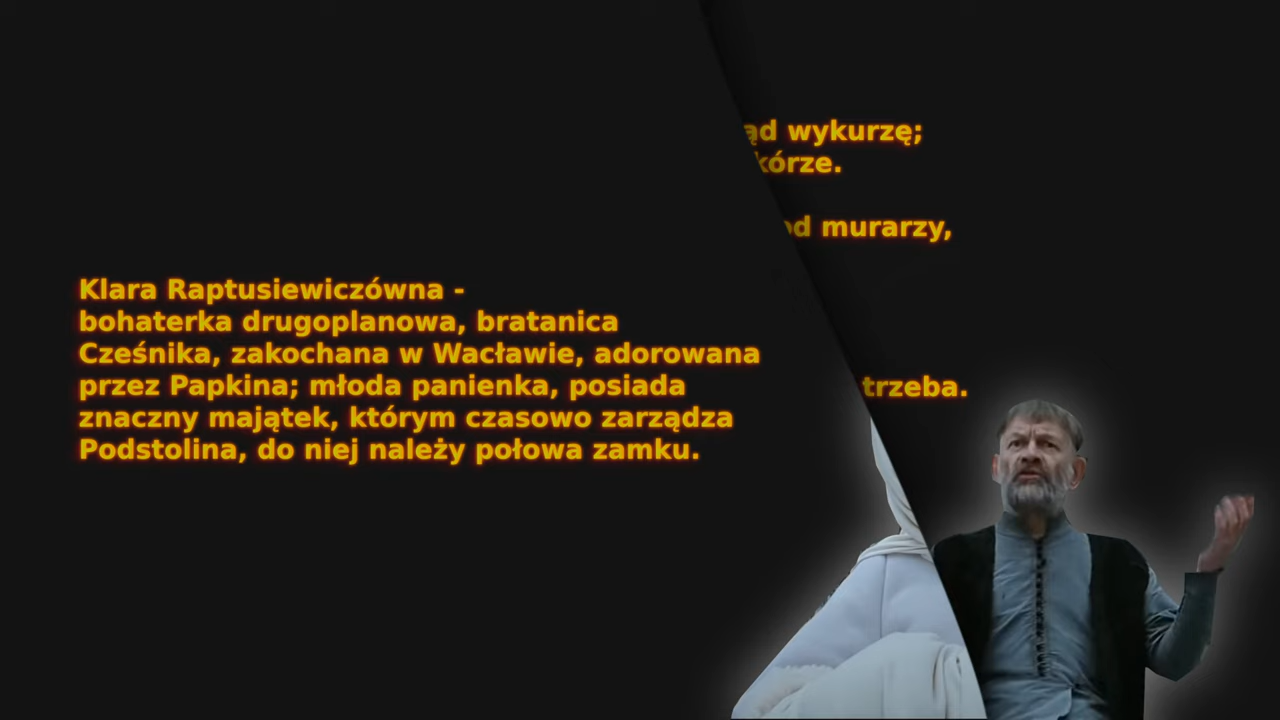 wykurzę;
murarzy,
Klara Raptusiewiczówna -
bohaterka drugoplanowa, bratanica
Cześnika, zakochana w Wacławie, adorowana
przez Papkina; młoda panienka, posiada
trzeba.
znaczny majątek, którym czasowo zarządza
Podstolina, do niej należy połowa zamku.